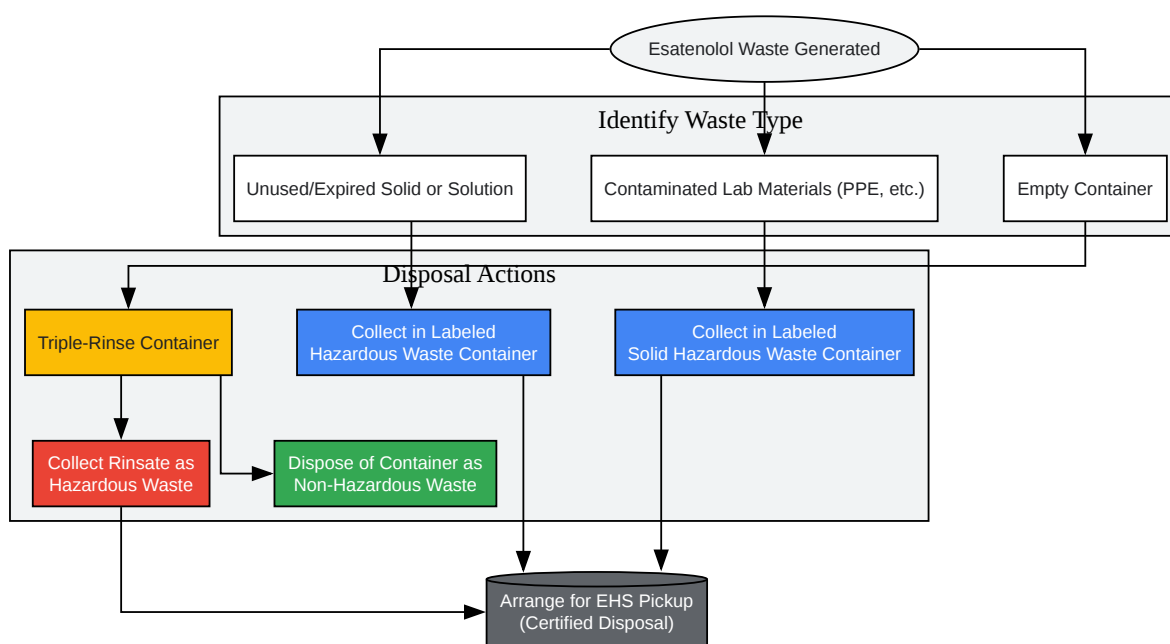 Esatenolol Waste Generated
Identify Waste Type
Unused/Expired Solid or Solution
Contaminated Lab Materials (PPE, etc.)
Empty Container
Disposal Actions
Triple-Rinse Container
Collect in Labeled
Hazardous Waste Container
Collect in Labeled
Solid Hazardous Waste Container
Collect Rinsate as
Hazardous Waste
Dispose of Container as
Non-Hazardous Waste
Arrange for EHS Pickup
(Certified Disposal)